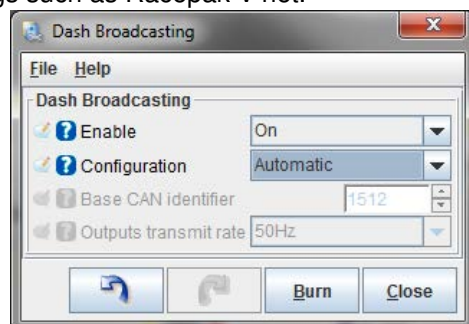 Dash Broadcasting
File Help
Dash Broadcasting
Enable On
Configuration Automatic
Base CAN identifier 1512
Outputs transmit rate 50Hz
Burn Close